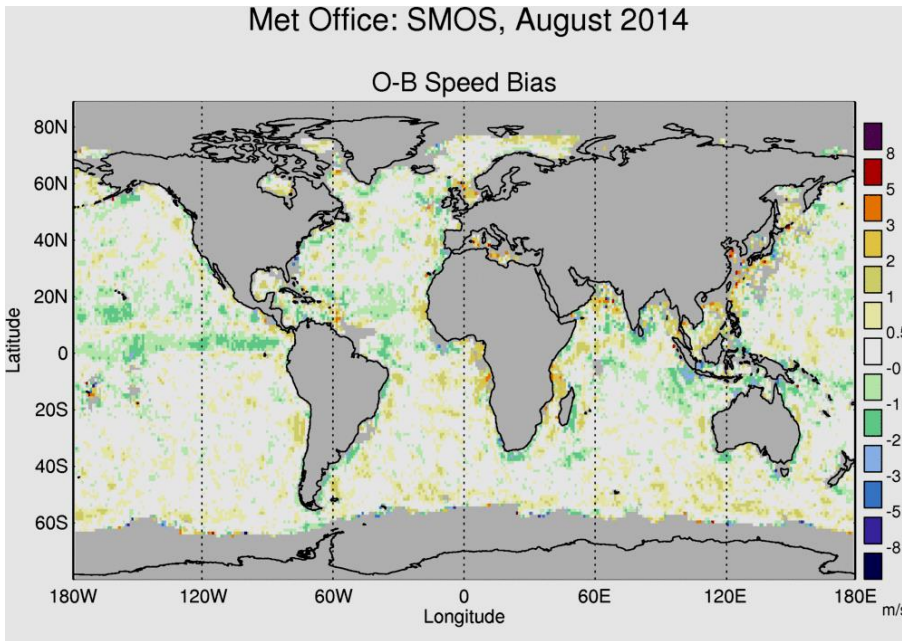 Met Office: SMOS, August 2014
O-B Speed Bias
80N
60N
40N
20N
0
20S
40S
60S
Latitude
180W
120W
60W
0
60E
120E
180E
Longitude
8
5
3
2
1
0.5
-0
-1
-2
-3
-5
-8
m/s